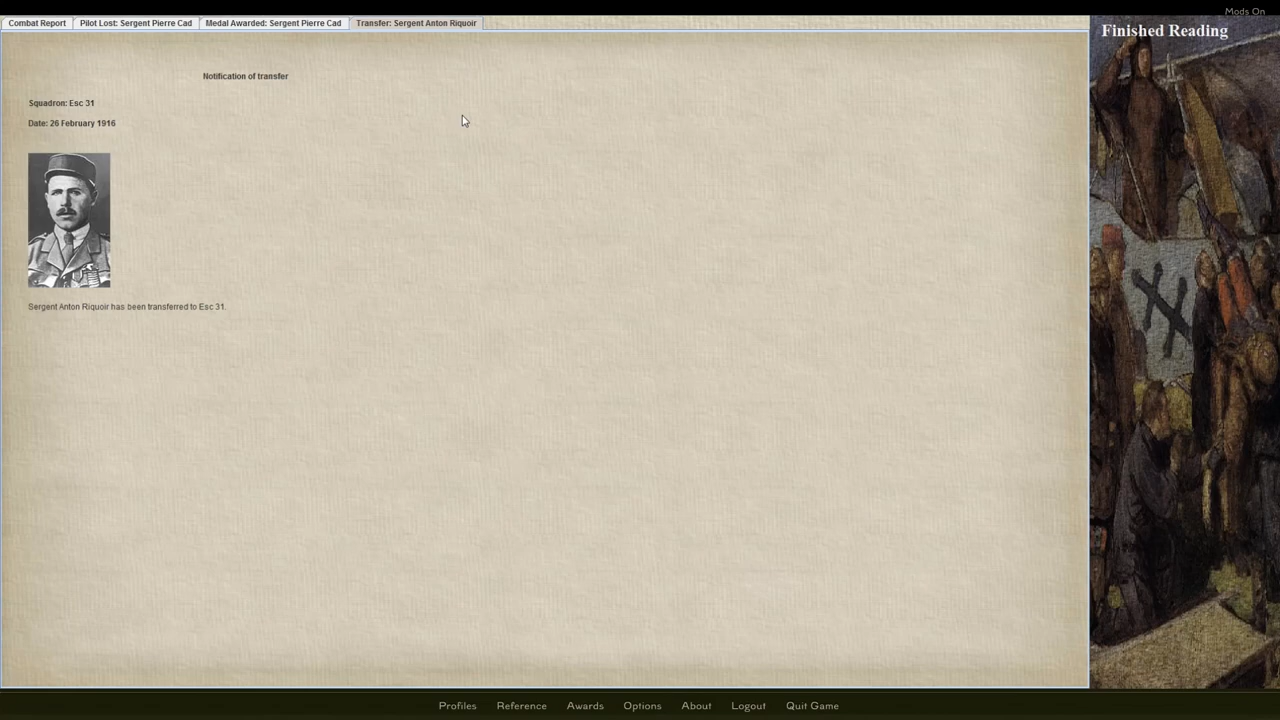 Mods On
Combat Report
Pilot Lost: Sergent Pierre Cad
Medal Awarded: Sergent Pierre Cad
Transfer: Sergent Anton Riquoir
Finished Reading
Notification of transfer
Squadron: Esc 31
Date: 26 February 1916
Sergent Anton Riquoir has been transferred to Esc 31.
Profiles
Reference
Awards
Options
About
Logout
Quit Game